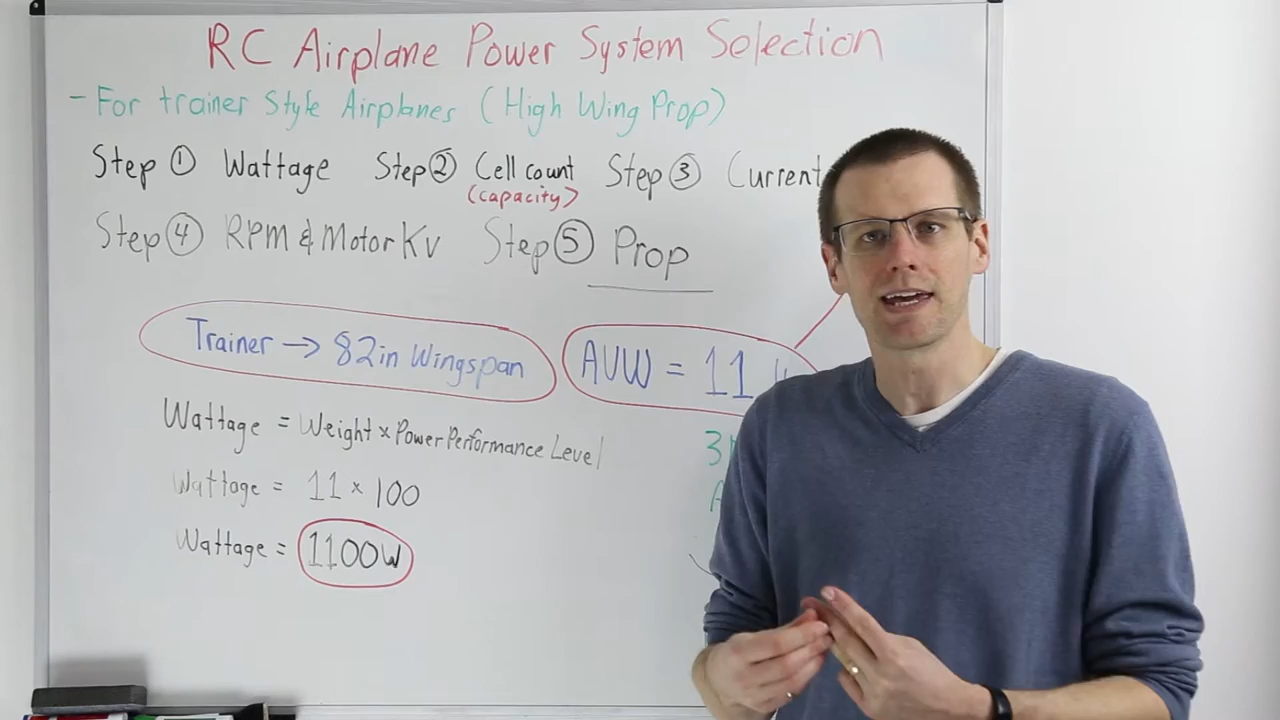 RC Airplane Power System Selection
- For trainer Style Airplanes (High Wing Prop)
Step ① Wattage Step ② Cell count Step ③ Current
(capacity)
Step ④ RPM & Motor Kv Step ⑤ Prop
Trainer → 82in Wingspan AUW = 11
Wattage = Weight x Power Performance Level
Wattage = 11 x 100
Wattage = 1100W